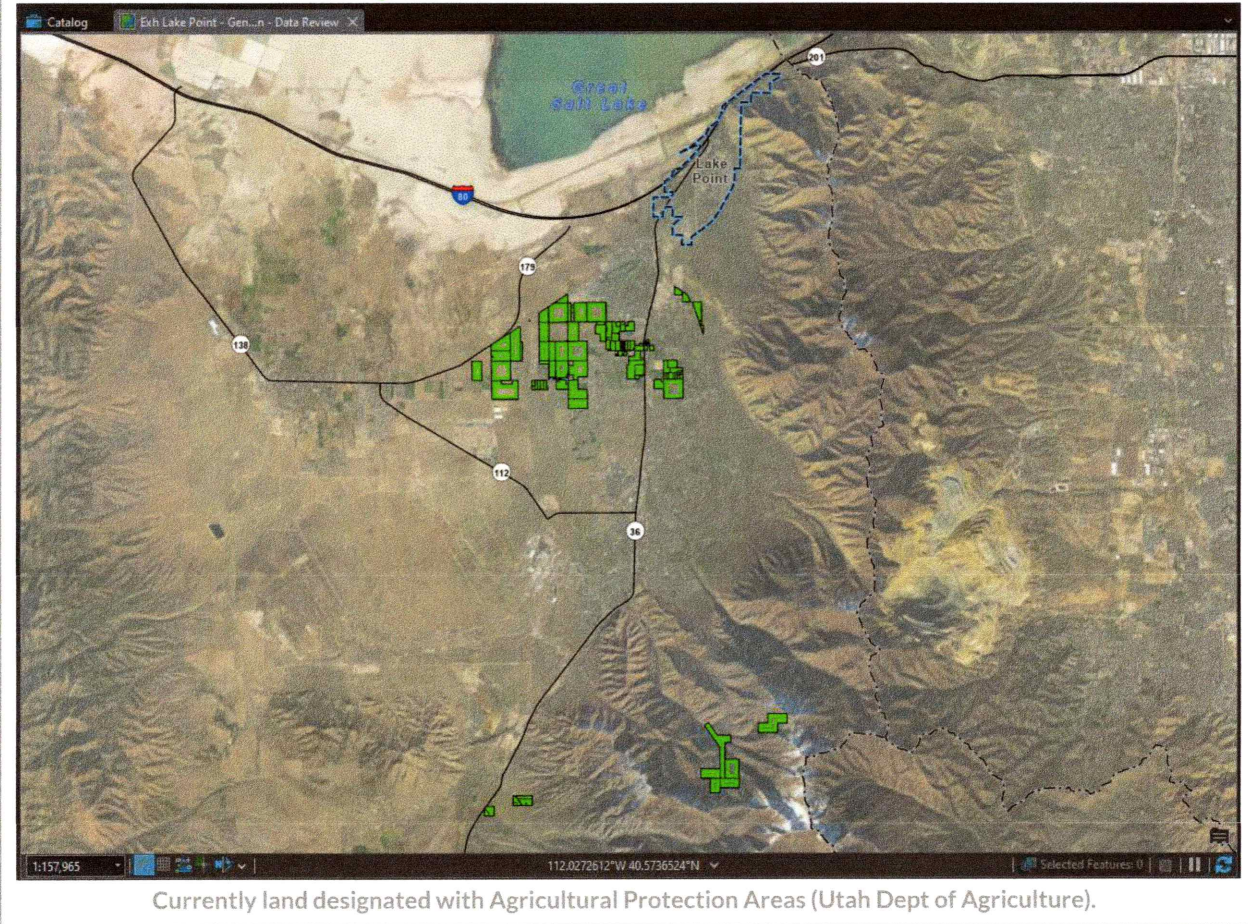 Catalog
Exh Lake Point - Gen...n - Data Review
201
Great
Salt Lake
Lake
Point
80
179
138
112
36
1:157,965
112.0272612°W 40.5736524°N
Selected Features: 0
Currently land designated with Agricultural Protection Areas (Utah Dept of Agriculture).